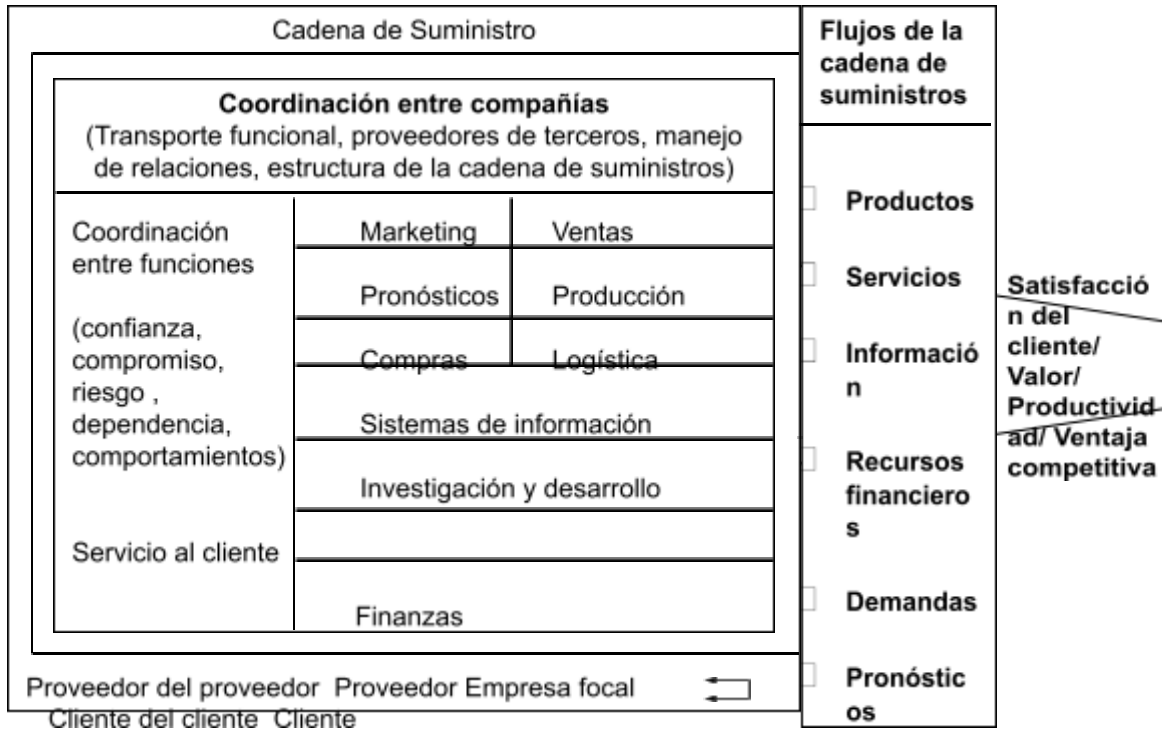 Cadena de Suministro
Coordinación entre compañías
(Transporte funcional, proveedores de terceros, manejo
de relaciones, estructura de la cadena de suministros)
Coordinación
entre funciones
(confianza,
compromiso,
riesgo ,
dependencia,
comportamientos)
Servicio al cliente
Marketing Ventas
Pronósticos Producción
Compras Logística
Sistemas de información
Investigación y desarrollo
Finanzas
Proveedor del proveedor Proveedor Empresa focal
Cliente del cliente Cliente
Flujos de la
cadena de
suministros
Productos
Servicios
Informació
n
Recursos
financiero
s
Demandas
Pronóstic
os
Satisfacció
n del
cliente/
Valor/
Productivid
ad/ Ventaja
competitiva